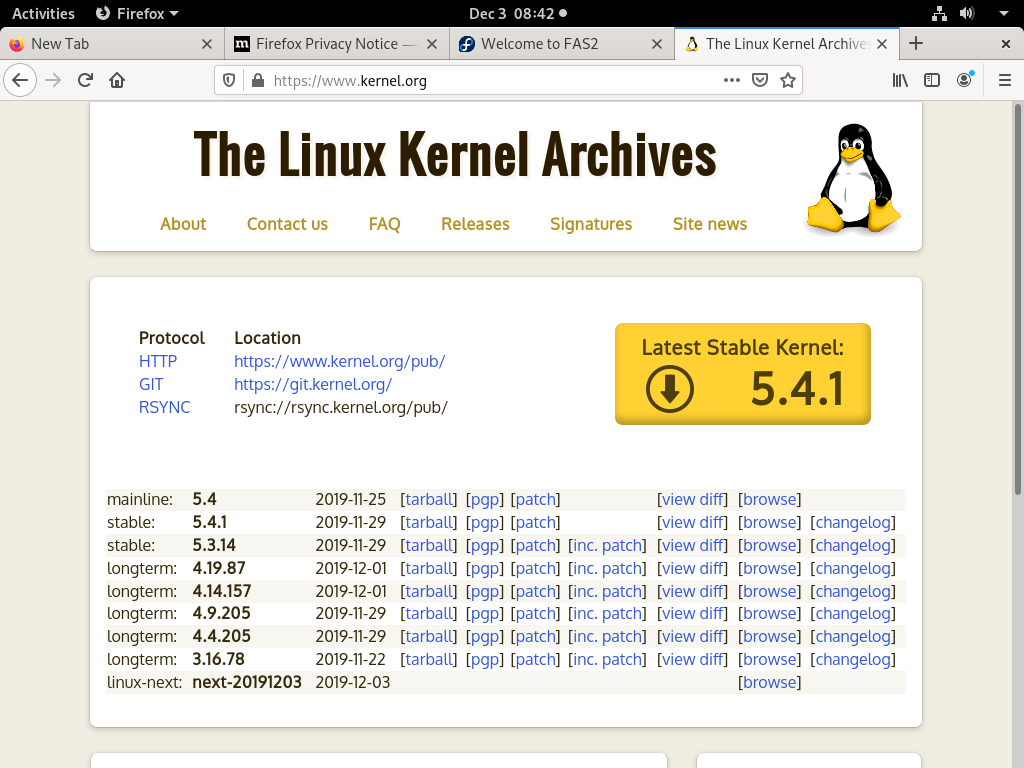 Activities Firefox Dec 3 08:42
New Tab Firefox Privacy Notice — Welcome to FAS2 The Linux Kernel Archives
https://www.kernel.org
The Linux Kernel Archives
About Contact us FAQ Releases Signatures Site news
Protocol Location
HTTP https://www.kernel.org/pub/
GIT https://git.kernel.org/
RSYNC rsync://rsync.kernel.org/pub/
Latest Stable Kernel:
5.4.1
mainline: 5.4 2019-11-25 [tarball] [pgp] [patch] [view diff] [browse]
stable: 5.4.1 2019-11-29 [tarball] [pgp] [patch] [view diff] [browse] [changelog]
stable: 5.3.14 2019-11-29 [tarball] [pgp] [patch] [inc. patch] [view diff] [browse] [changelog]
longterm: 4.19.87 2019-12-01 [tarball] [pgp] [patch] [inc. patch] [view diff] [browse] [changelog]
longterm: 4.14.157 2019-12-01 [tarball] [pgp] [patch] [inc. patch] [view diff] [browse] [changelog]
longterm: 4.9.205 2019-11-29 [tarball] [pgp] [patch] [inc. patch] [view diff] [browse] [changelog]
longterm: 4.4.205 2019-11-29 [tarball] [pgp] [patch] [inc. patch] [view diff] [browse] [changelog]
longterm: 3.16.78 2019-11-22 [tarball] [pgp] [patch] [inc. patch] [view diff] [browse] [changelog]
linux-next: next-20191203 2019-12-03 [browse]